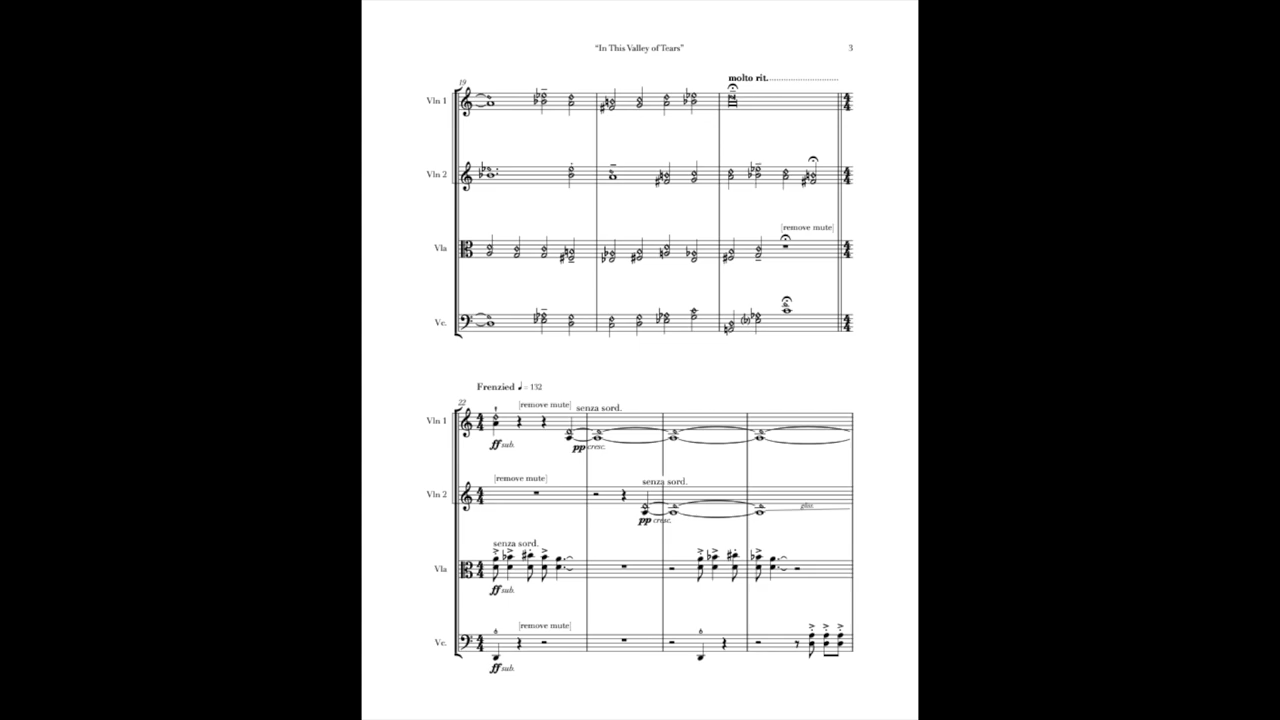 “In This Valley of Tears”
3
molto rit.
19
Vln 1
Vln 2
[remove mute]
Vla
Vc.
Frenzied ♩ = 132
22
[remove mute]
senza sord.
Vln 1
ff sub.
pp cresc.
[remove mute]
senza sord.
Vln 2
gliss.
pp cresc.
senza sord.
Vla
ff sub.
[remove mute]
Vc.
ff sub.